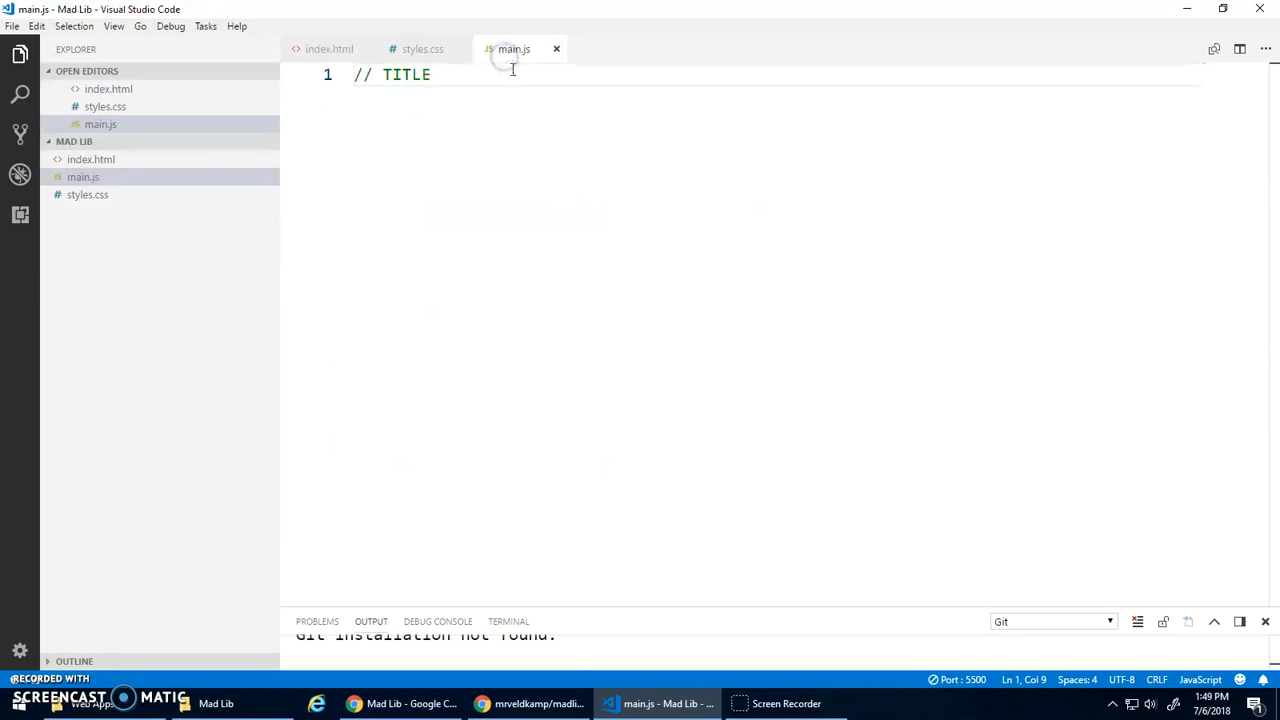 main.js - Mad Lib - Visual Studio Code
File Edit Selection View Go Debug Tasks Help
EXPLORER
index.html styles.css JS main.js
OPEN EDITORS
index.html
styles.css
JS main.js
MAD LIB
index.html
JS main.js
styles.css
1 // TITLE
PROBLEMS OUTPUT DEBUG CONSOLE TERMINAL
Git
Git installation not found.
OUTLINE
Port : 5500 Ln 1, Col 9 Spaces: 4 UTF-8 CRLF JavaScript
RECORDED WITH
SCREENCAST MATIC
Mad Lib
Mad Lib - Google C...
mrveldkamp/madli...
main.js - Mad Lib - ...
Screen Recorder
1:49 PM
7/6/2018
1